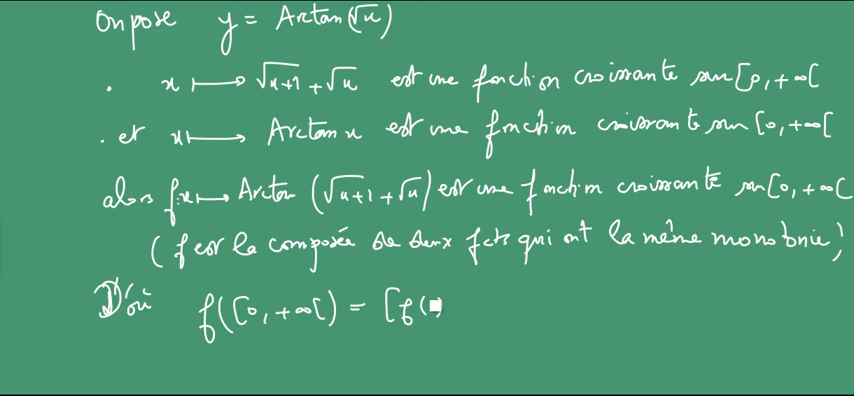 On pose y = Arctan(√x)
. x ⟼ √x+1 + √x est une fonction croissante sur [0,+∞[
. et x ⟼ Arctan x est une fonction croissante sur [0,+∞[
alors f: x ⟼ Arctan (√x+1 + √x) est une fonction croissante sur [0,+∞[
( f est la composée de deux fcts qui ont la même monotonie )
D'où f([0,+∞[) = [f(